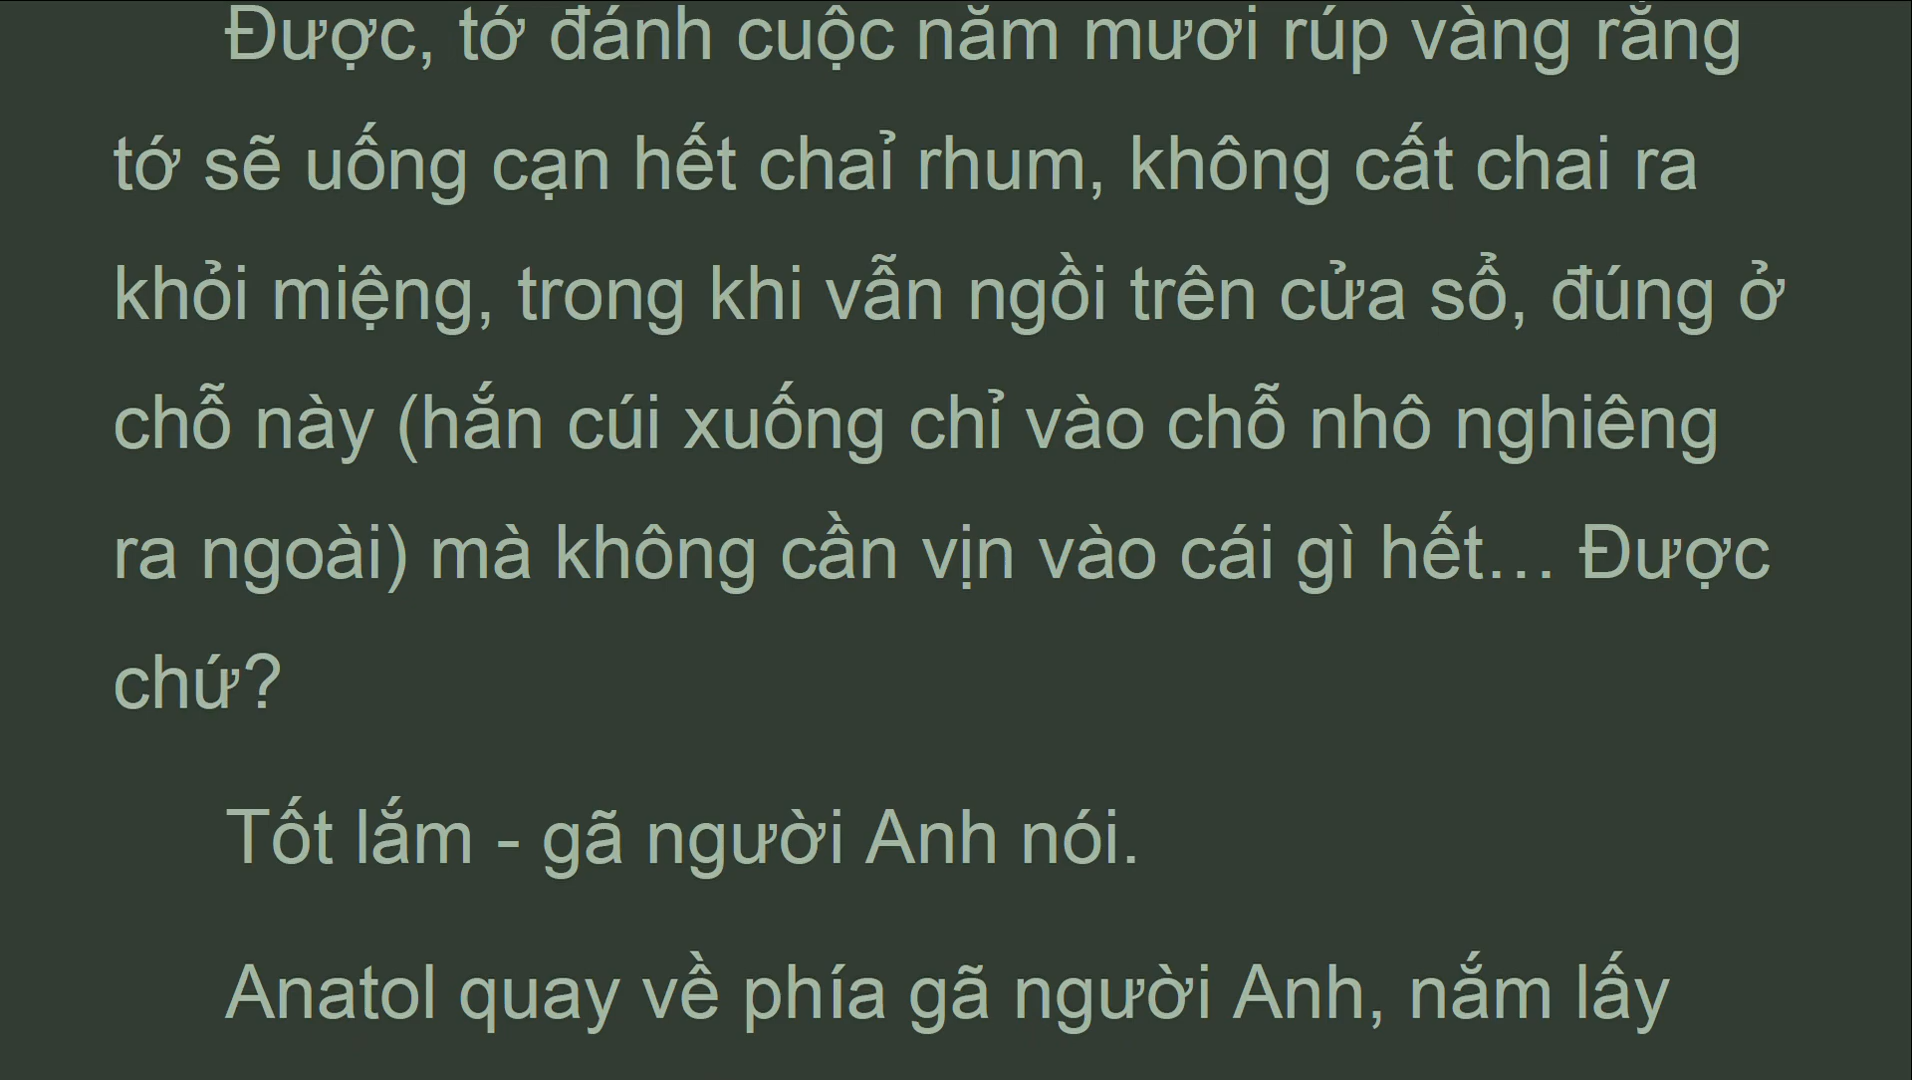 Được, tớ đánh cuộc năm mươi rúp vàng rằng
tớ sẽ uống cạn hết chaỉ rhum, không cất chai ra
khỏi miệng, trong khi vẫn ngồi trên cửa sổ, đúng ở
chỗ này (hắn cúi xuống chỉ vào chỗ nhô nghiêng
ra ngoài) mà không cần vịn vào cái gì hết… Được
chứ?
Tốt lắm - gã người Anh nói.
Anatol quay về phía gã người Anh, nắm lấy